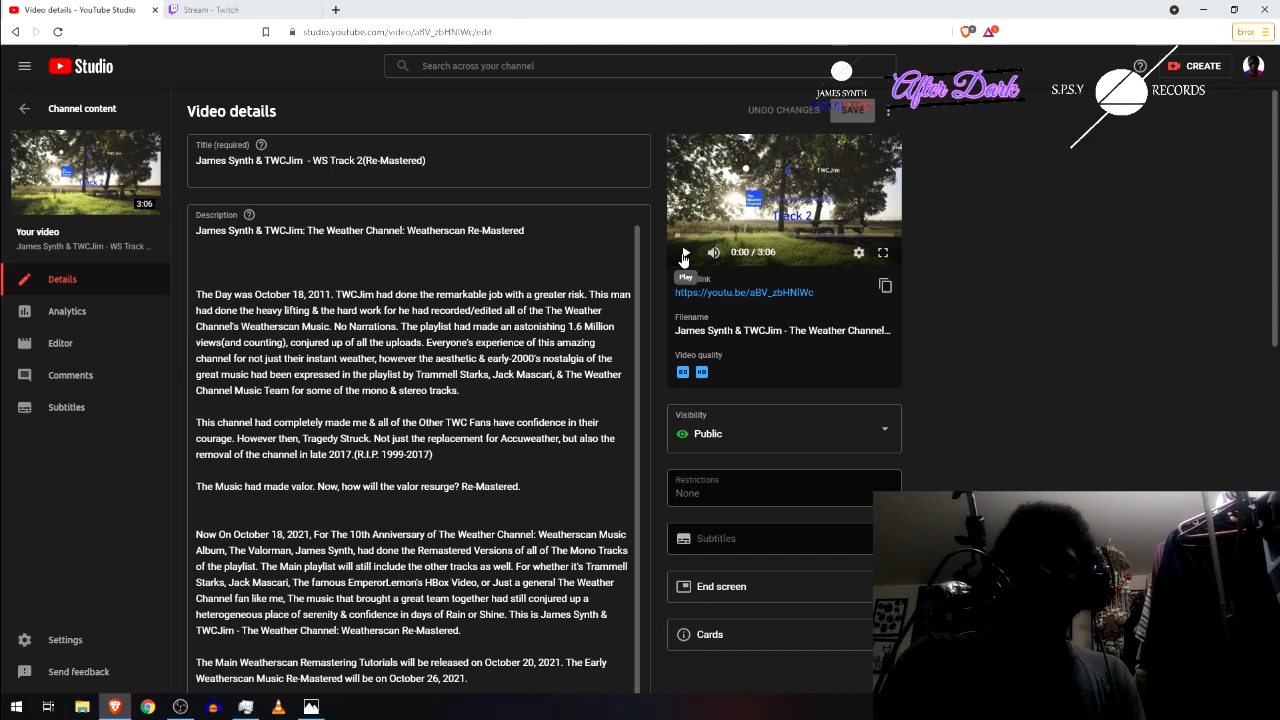 Video details - YouTube Studio
Stream - Twitch
studio.youtube.com/video/aBV_zbHNlWc/edit
Error
Studio
Search across your channel
CREATE
JAMES SYNTH
After Dark
S.P.S.Y
RECORDS
Channel content
Video details
UNDO CHANGES
SAVE
3:06
Your video
James Synth & TWCJim - WS Track ...
Details
Analytics
Editor
Comments
Subtitles
Settings
Send feedback
Title (required)
James Synth & TWCJim - WS Track 2(Re-Mastered)
Description
James Synth & TWCJim: The Weather Channel: Weatherscan Re-Mastered
The Day was October 18, 2011. TWCJim had done the remarkable job with a greater risk. This man
had done the heavy lifting & the hard work for he had recorded/edited all of the The Weather
Channel's Weatherscan Music. No Narrations. The playlist had made an astonishing 1.6 Million
views(and counting), conjured up of all the uploads. Everyone's experience of this amazing
channel for not just their instant weather, however the aesthetic & early-2000's nostalgia of the
great music had been expressed in the playlist by Trammell Starks, Jack Mascari, & The Weather
Channel Music Team for some of the mono & stereo tracks.
This channel had completely made me & all of the Other TWC Fans have confidence in their
courage. However then, Tragedy Struck. Not just the replacement for Accuweather, but also the
removal of the channel in late 2017.(R.I.P. 1999-2017)
The Music had made valor. Now, how will the valor resurge? Re-Mastered.
Now On October 18, 2021, For The 10th Anniversary of The Weather Channel: Weatherscan Music
Album, The Valorman, James Synth, had done the Remastered Versions of all of The Mono Tracks
of the playlist. The Main playlist will still include the other tracks as well. For whether it's Trammell
Starks, Jack Mascari, The famous EmperorLemon's HBox Video, or Just a general The Weather
Channel fan like me, The music that brought a great team together had still conjured up a
heterogeneous place of serenity & confidence in days of Rain or Shine. This is James Synth &
TWCJim - The Weather Channel: Weatherscan Re-Mastered.
The Main Weatherscan Remastering Tutorials will be released on October 20, 2021. The Early
Weatherscan Music Re-Mastered will be on October 26, 2021.
TWCJim
Track 2
0:00 / 3:06
Play
link
https://youtu.be/aBV_zbHNlWc
Filename
James Synth & TWCJim - The Weather Channel...
Video quality
SD
HD
Visibility
Public
Restrictions
None
Subtitles
End screen
Cards